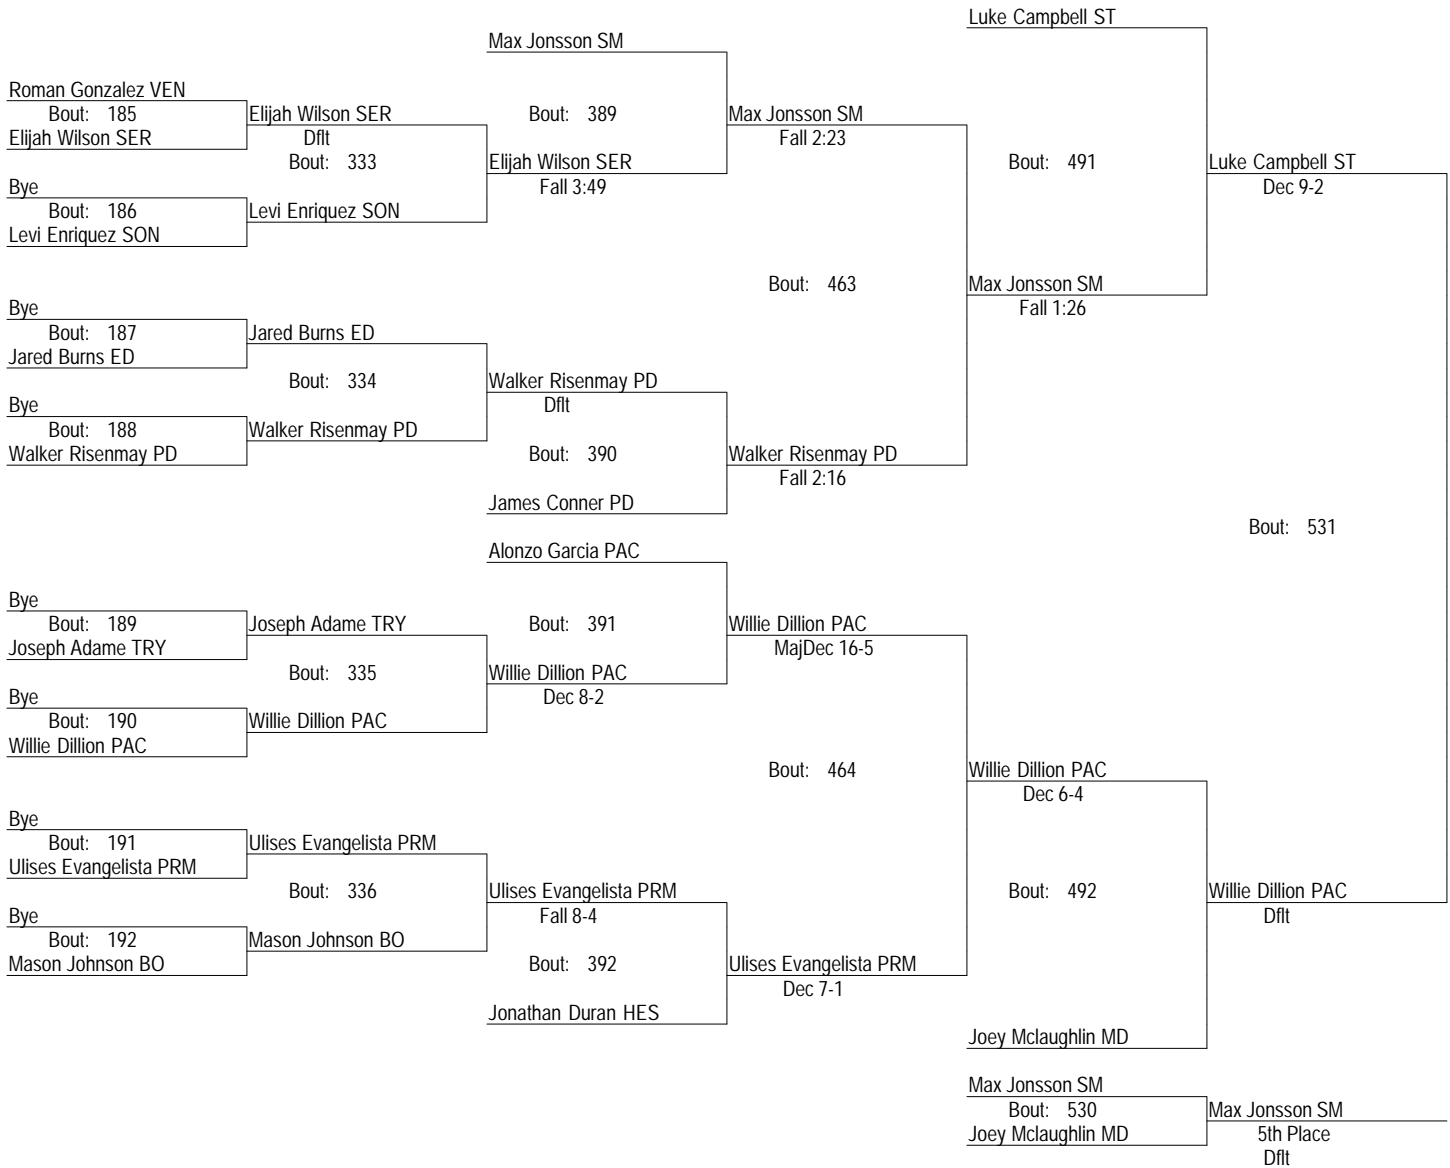 Luke Campbell ST
Max Jonsson SM
Roman Gonzalez VEN
Bout: 185
Elijah Wilson SER
Elijah Wilson SER
Dflt
Bout: 333
Bout: 389
Max Jonsson SM
Fall 2:23
Elijah Wilson SER
Fall 3:49
Bout: 491
Luke Campbell ST
Dec 9-2
Bye
Bout: 186
Levi Enriquez SON
Levi Enriquez SON
Bout: 463
Max Jonsson SM
Fall 1:26
Bye
Bout: 187
Jared Burns ED
Jared Burns ED
Bout: 334
Walker Risenmay PD
Dflt
Bye
Bout: 188
Walker Risenmay PD
Walker Risenmay PD
Bout: 390
Walker Risenmay PD
Fall 2:16
James Conner PD
Bout: 531
Alonzo Garcia PAC
Bye
Bout: 189
Joseph Adame TRY
Joseph Adame TRY
Bout: 391
Willie Dillion PAC
MajDec 16-5
Bout: 335
Willie Dillion PAC
Dec 8-2
Bye
Bout: 190
Willie Dillion PAC
Willie Dillion PAC
Bout: 464
Willie Dillion PAC
Dec 6-4
Bye
Bout: 191
Ulises Evangelista PRM
Ulises Evangelista PRM
Bout: 336
Ulises Evangelista PRM
Fall 8-4
Bout: 492
Willie Dillion PAC
Dflt
Bye
Bout: 192
Mason Johnson BO
Mason Johnson BO
Bout: 392
Ulises Evangelista PRM
Dec 7-1
Jonathan Duran HES
Joey Mclaughlin MD
Max Jonsson SM
Bout: 530
Joey Mclaughlin MD
Max Jonsson SM
5th Place
Dflt